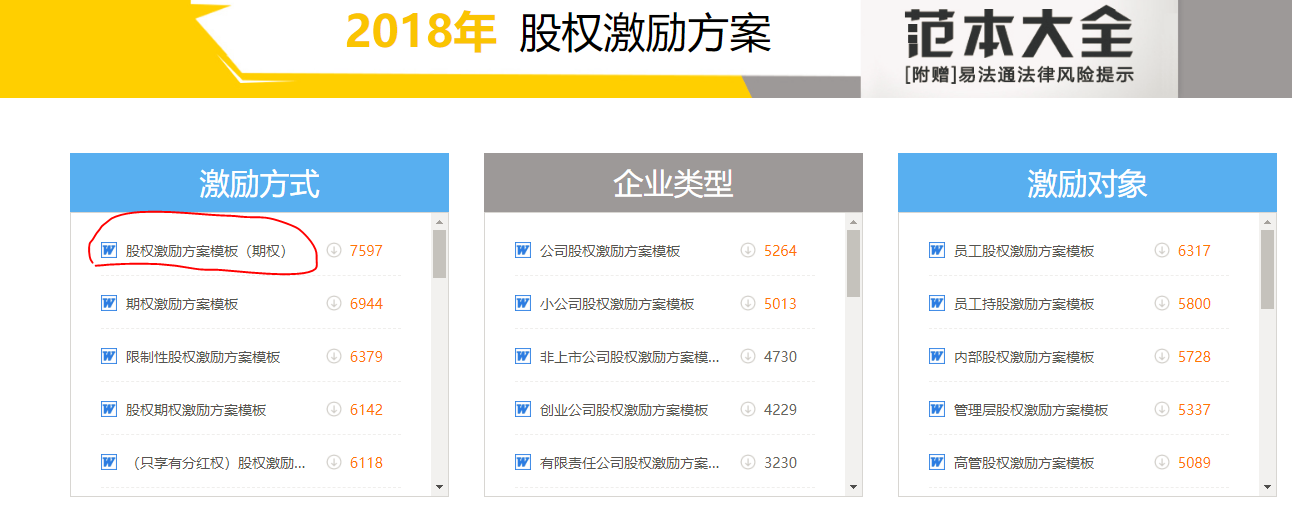 2018年 股权激励方案
范本大全
[附赠]易法通法律风险提示
激励方式
股权激励方案模板（期权） 7597
期权激励方案模板 6944
限制性股权激励方案模板 6379
股权期权激励方案模板 6142
（只享有分红权）股权激励... 6118
企业类型
公司股权激励方案模板 5264
小公司股权激励方案模板 5013
非上市公司股权激励方案模... 4730
创业公司股权激励方案模板 4229
有限责任公司股权激励方案... 3230
激励对象
员工股权激励方案模板 6317
员工持股激励方案模板 5800
内部股权激励方案模板 5728
管理层股权激励方案模板 5337
高管股权激励方案模板 5089